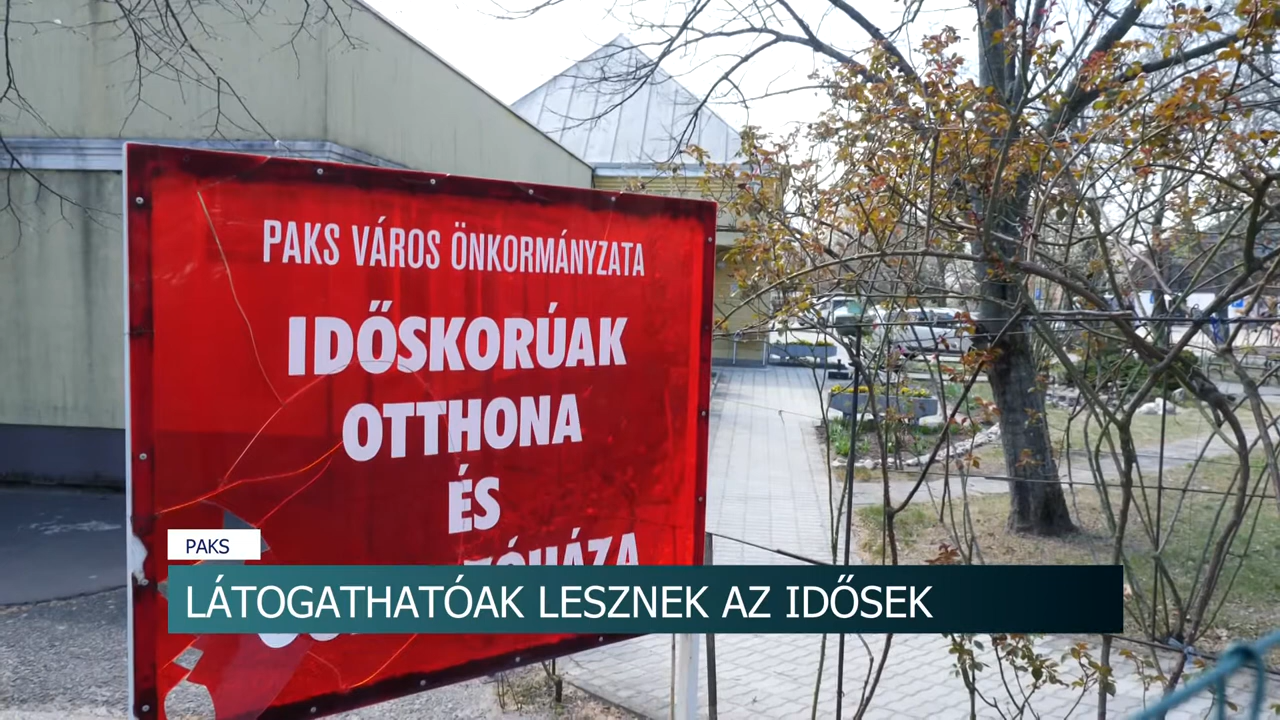 PAKS VÁROS ÖNKORMÁNYZATA
IDŐSKORÚAK
OTTHONA
ÉS
PAKS
LÁTOGATHATÓAK LESZNEK AZ IDŐSEK